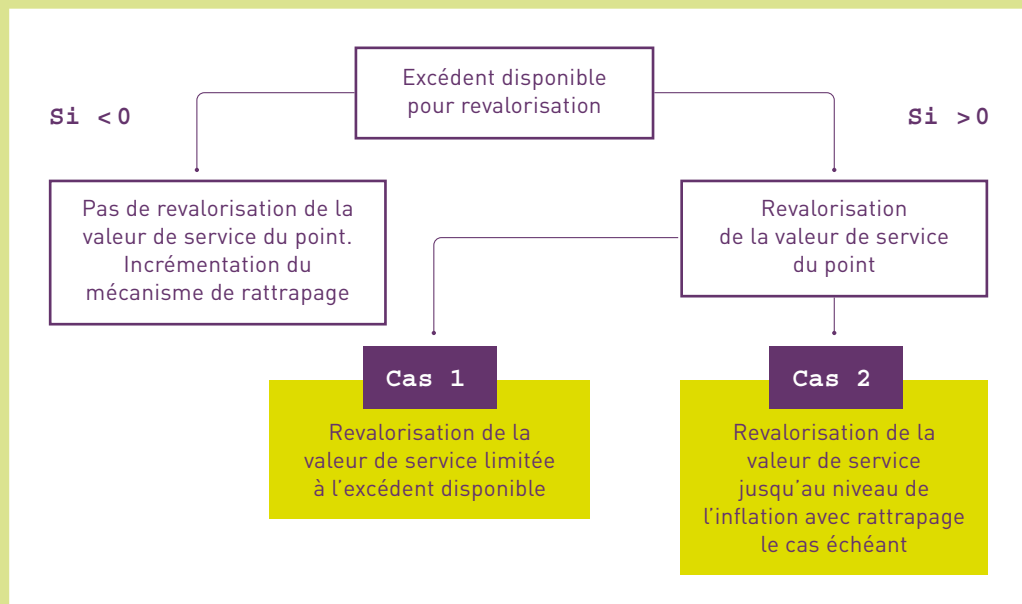 Excédent disponible
pour revalorisation
Si <0
Si >0
Pas de revalorisation de la
valeur de service du point.
Incrémentation du
mécanisme de rattrapage
Revalorisation
de la valeur de service
du point
Cas 1
Revalorisation de la
valeur de service limitée
à l’excédent disponible
Cas 2
Revalorisation de la
valeur de service
jusqu’au niveau de
l’inflation avec rattrapage
le cas échéant